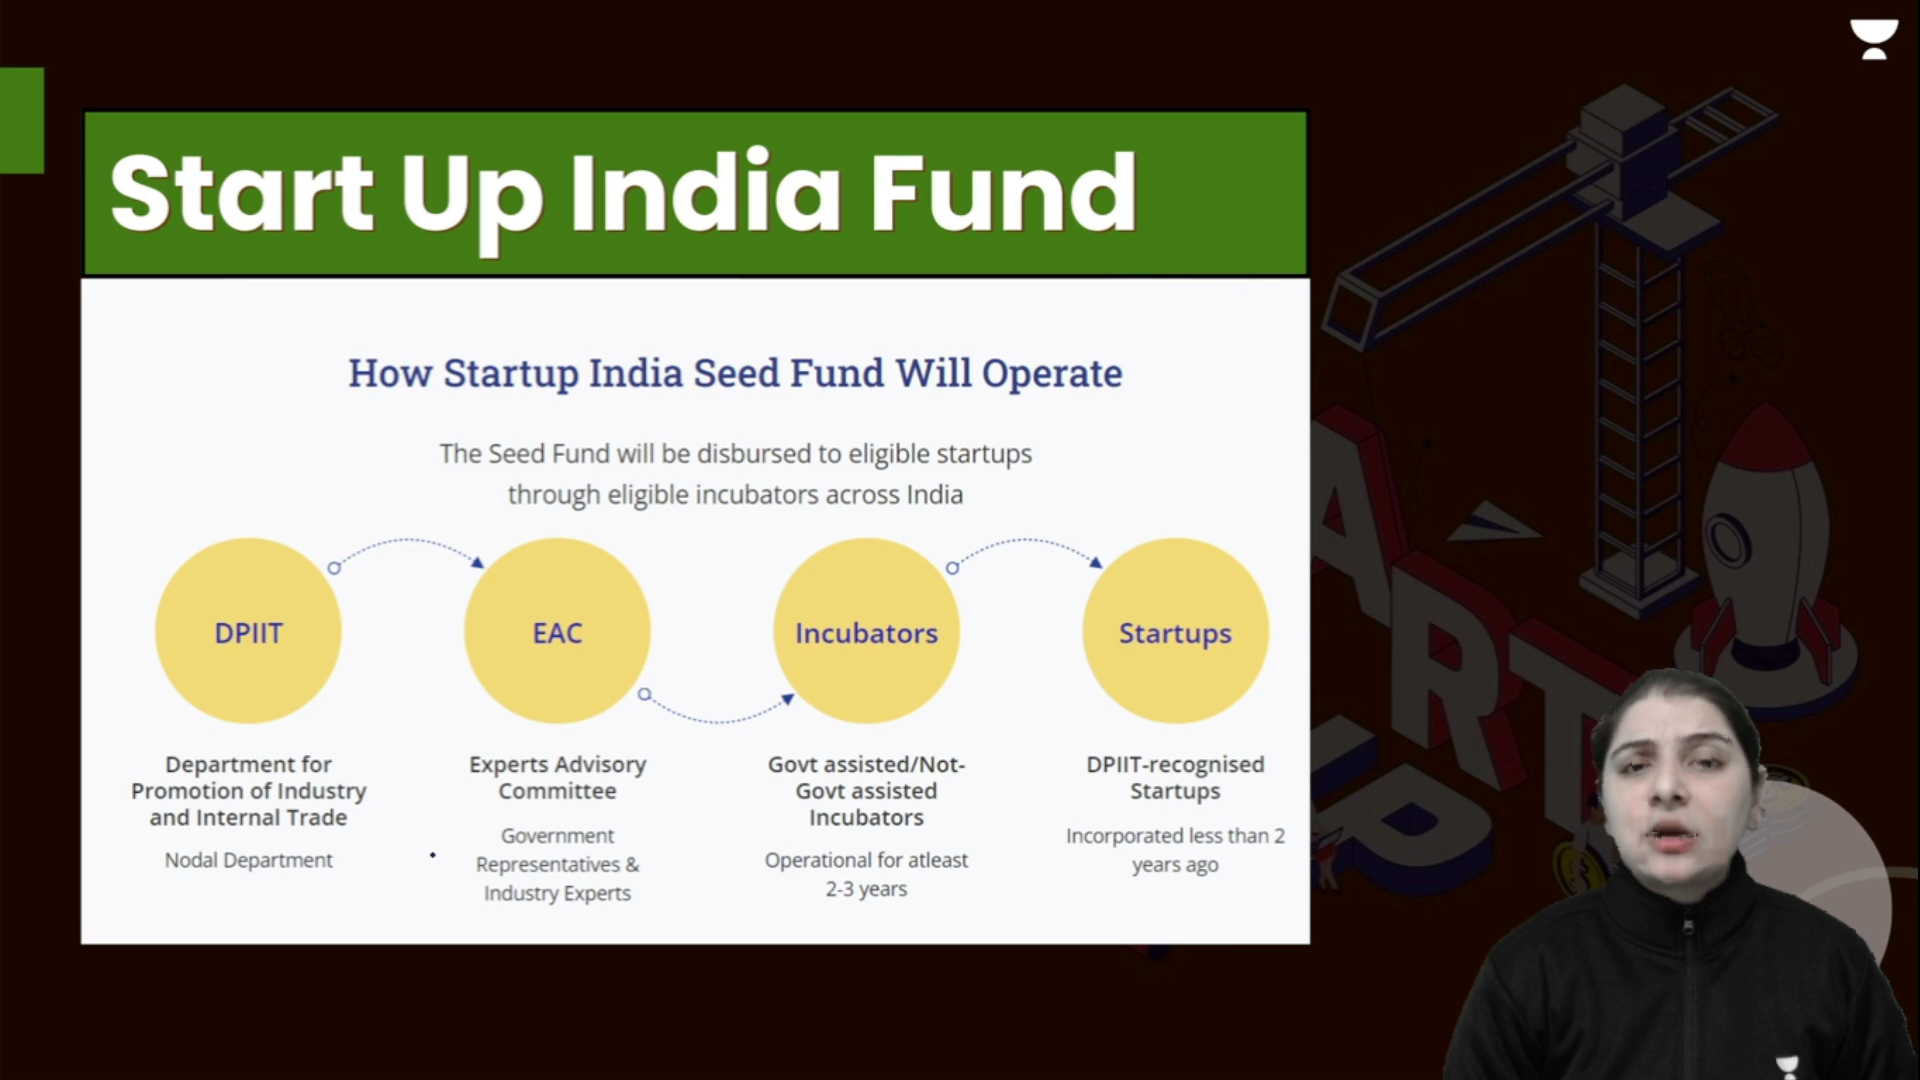 Start Up India Fund
How Startup India Seed Fund Will Operate
The Seed Fund will be disbursed to eligible startups
through eligible incubators across India
DPIIT
EAC
Incubators
Startups
Department for
Promotion of Industry
and Internal Trade
Nodal Department
Experts Advisory
Committee
Government
Representatives &
Industry Experts
Govt assisted/Not-
Govt assisted
Incubators
Operational for atleast
2-3 years
DPIIT-recognised
Startups
Incorporated less than 2
years ago
ART
P